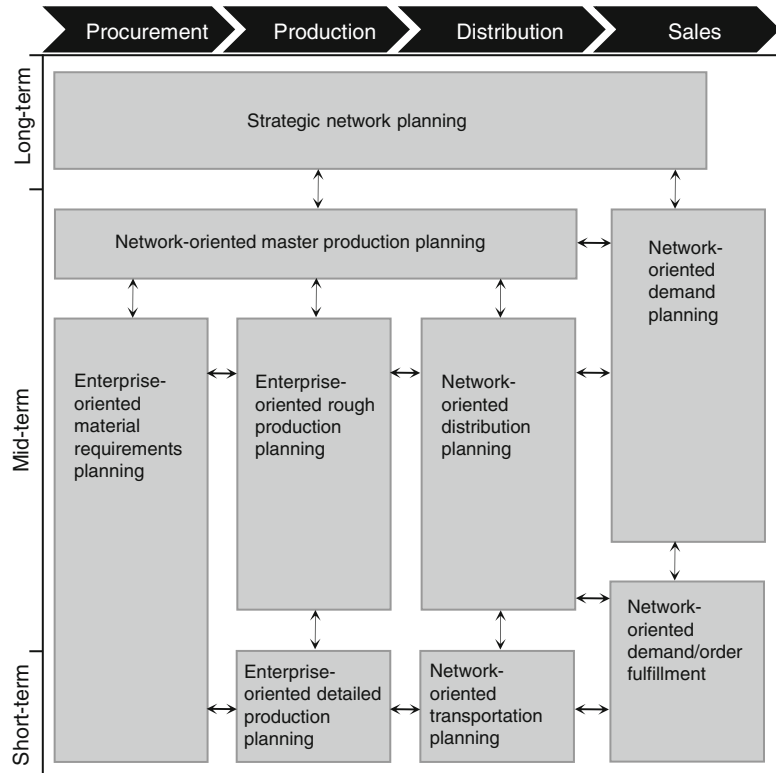 Procurement
Production
Distribution
Sales
Long-term
Strategic network planning
Mid-term
Network-oriented master production planning
Network-
oriented
demand
planning
Enterprise-
oriented
material
requirements
planning
Enterprise-
oriented rough
production
planning
Network-
oriented
distribution
planning
Network-
oriented
demand/order
fulfillment
Short-term
Enterprise-
oriented detailed
production
planning
Network-
oriented
transportation
planning